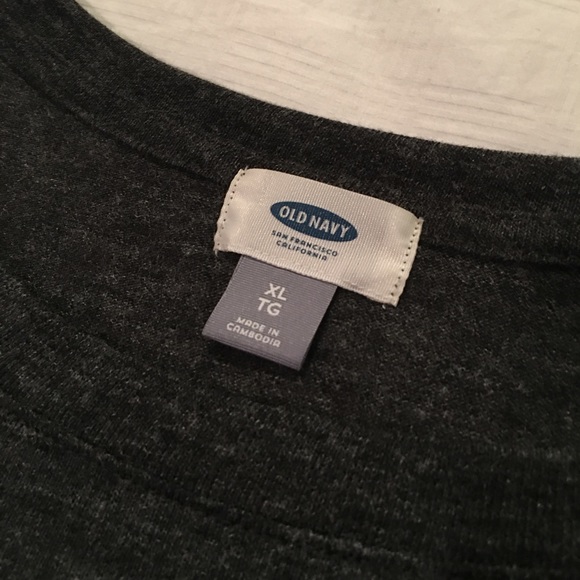 OLD NAVY
SAN FRANCISCO
CALIFORNIA
XL
TG
MADE IN
CAMBODIA